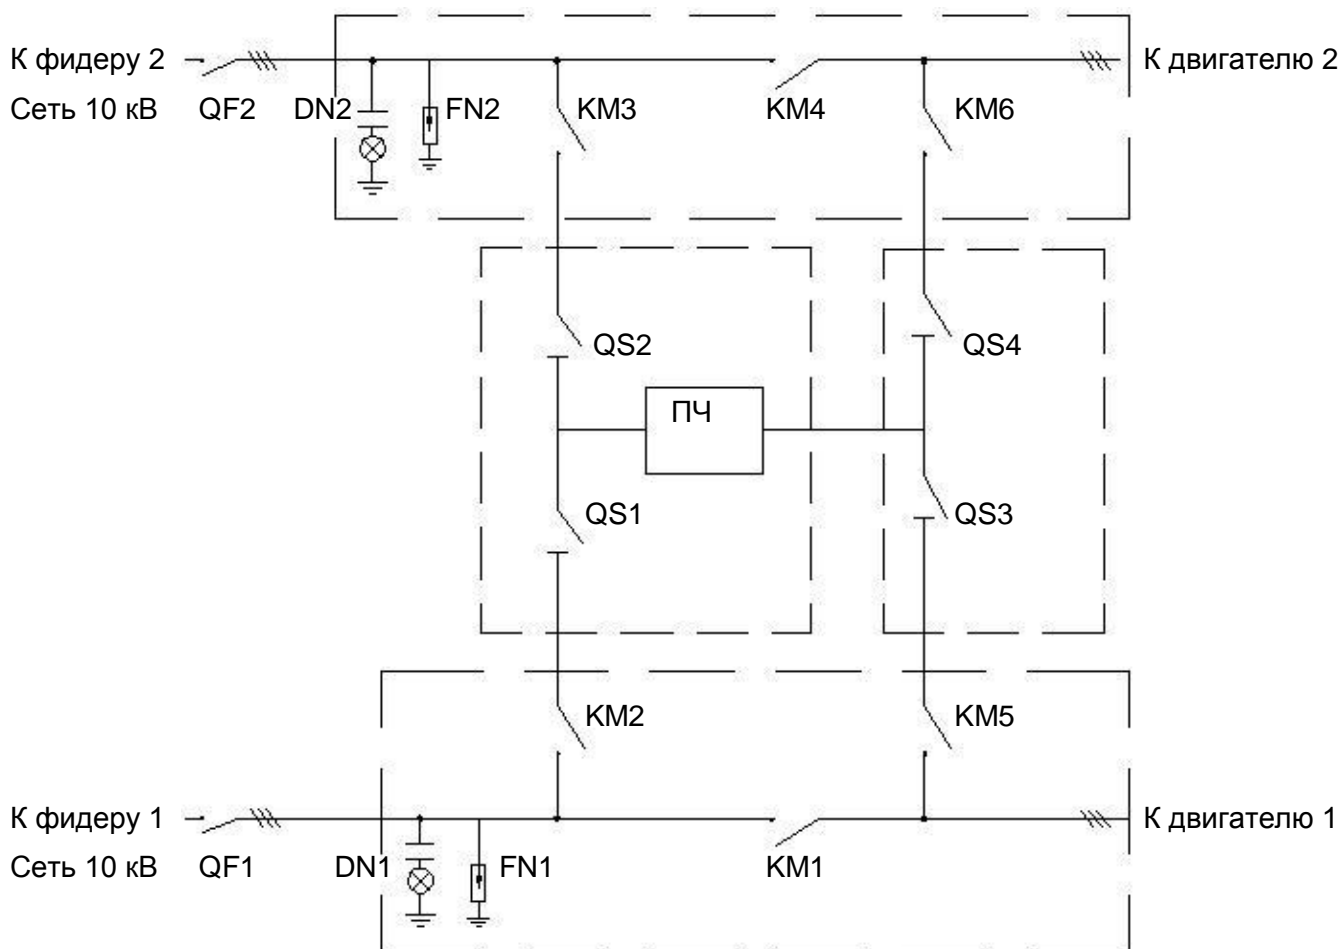 К фидеру 2
К двигателю 2
Сеть 10 кВ QF2 DN2 FN2 KM3 KM4 KM6
QS2 QS4
ПЧ
QS1 QS3
KM2 KM5
К фидеру 1
К двигателю 1
Сеть 10 кВ QF1 DN1 FN1 KM1